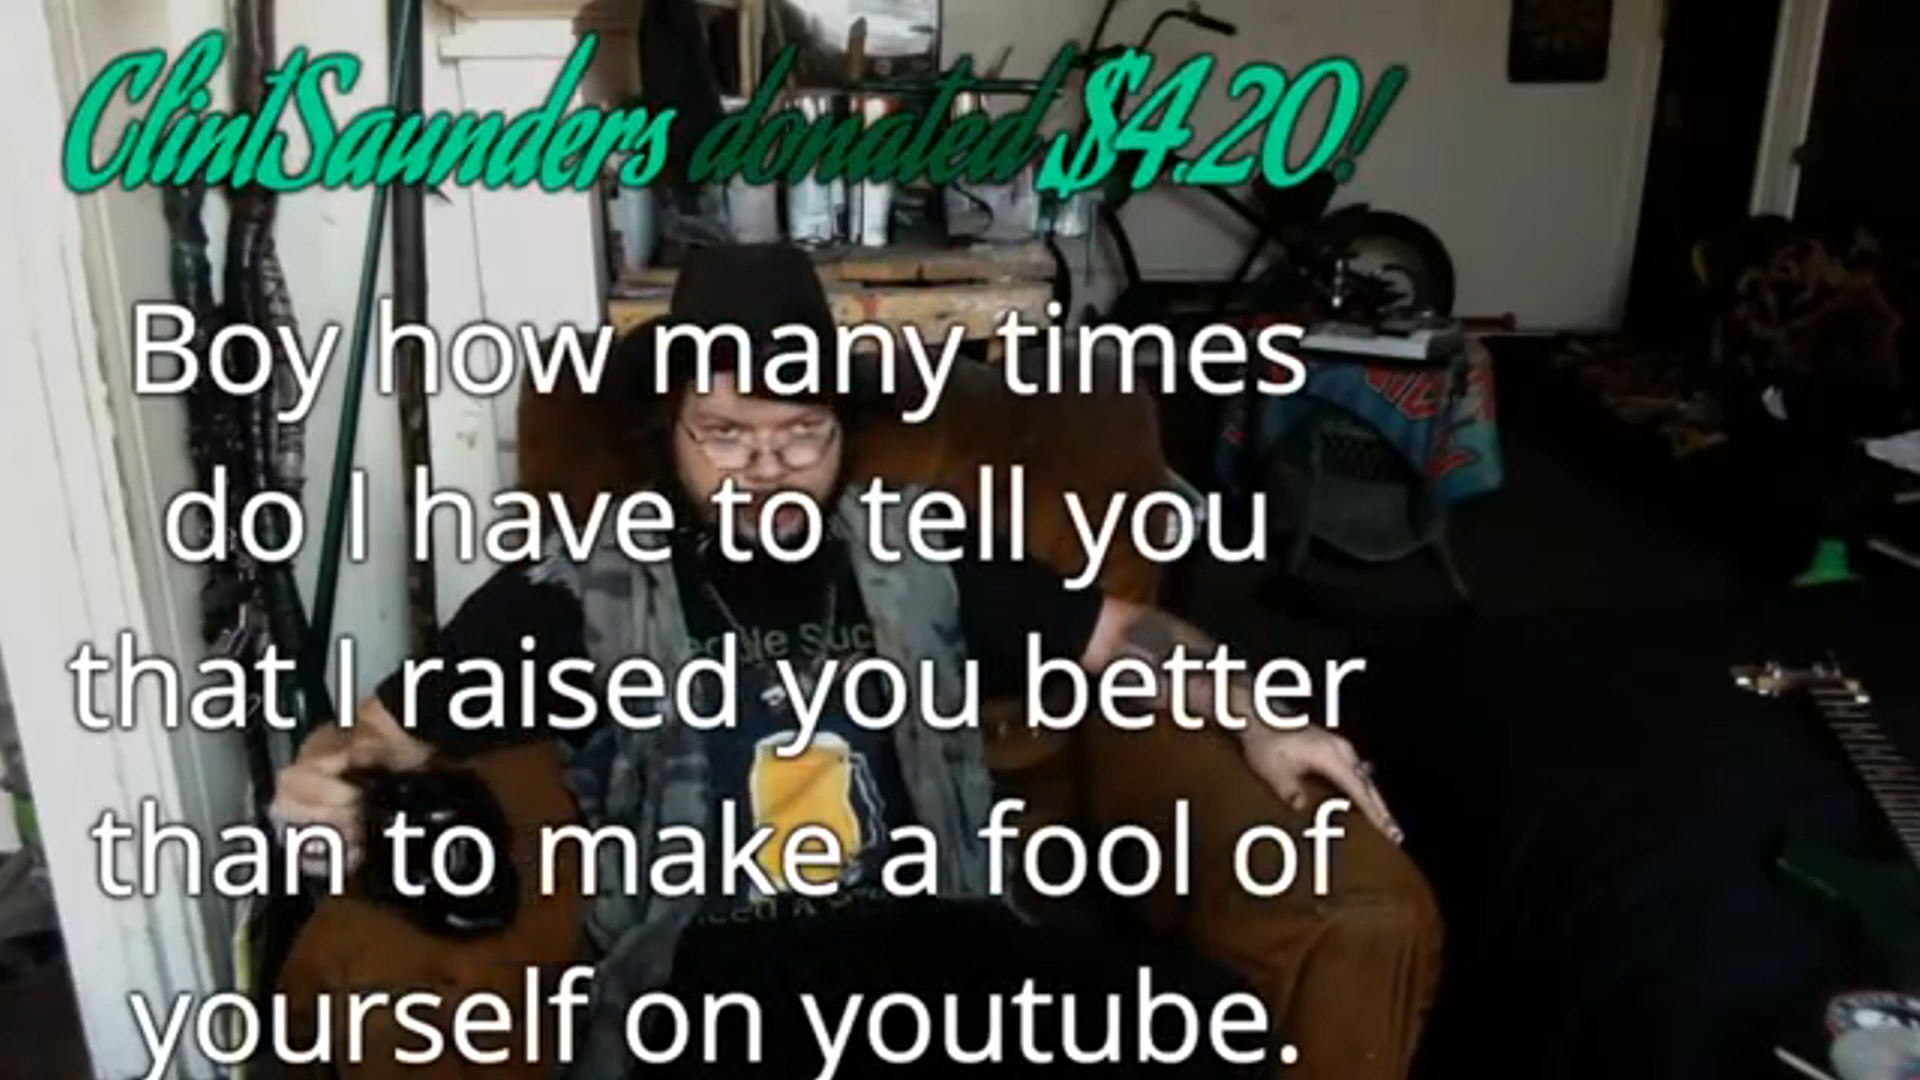 ClintSaunders donated $4.20!
Boy how many times
do I have to tell you
that I raised you better
than to make a fool of
yourself on youtube.